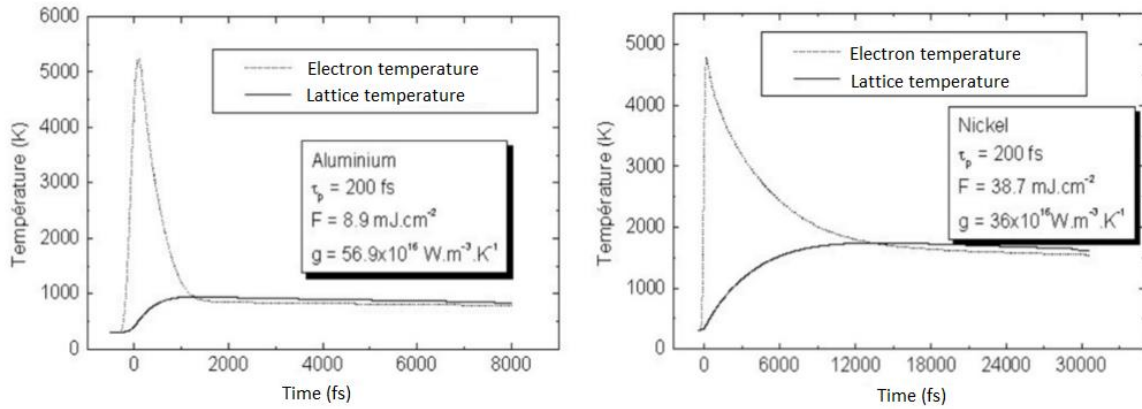 6000
5000
4000
3000
2000
1000
0
Température (K)
Electron temperature
Lattice temperature
Aluminium
τp = 200 fs
F = 8.9 mJ.cm⁻²
g = 56.9x10¹⁶ W.m⁻³.K⁻¹
0 2000 4000 6000 8000
Time (fs)
5000
4000
3000
2000
1000
0
Température (K)
Electron temperature
Lattice temperature
Nickel
τp = 200 fs
F = 38.7 mJ.cm⁻²
g = 36x10¹⁶W.m⁻³.K⁻¹
0 6000 12000 18000 24000 30000
Time (fs)